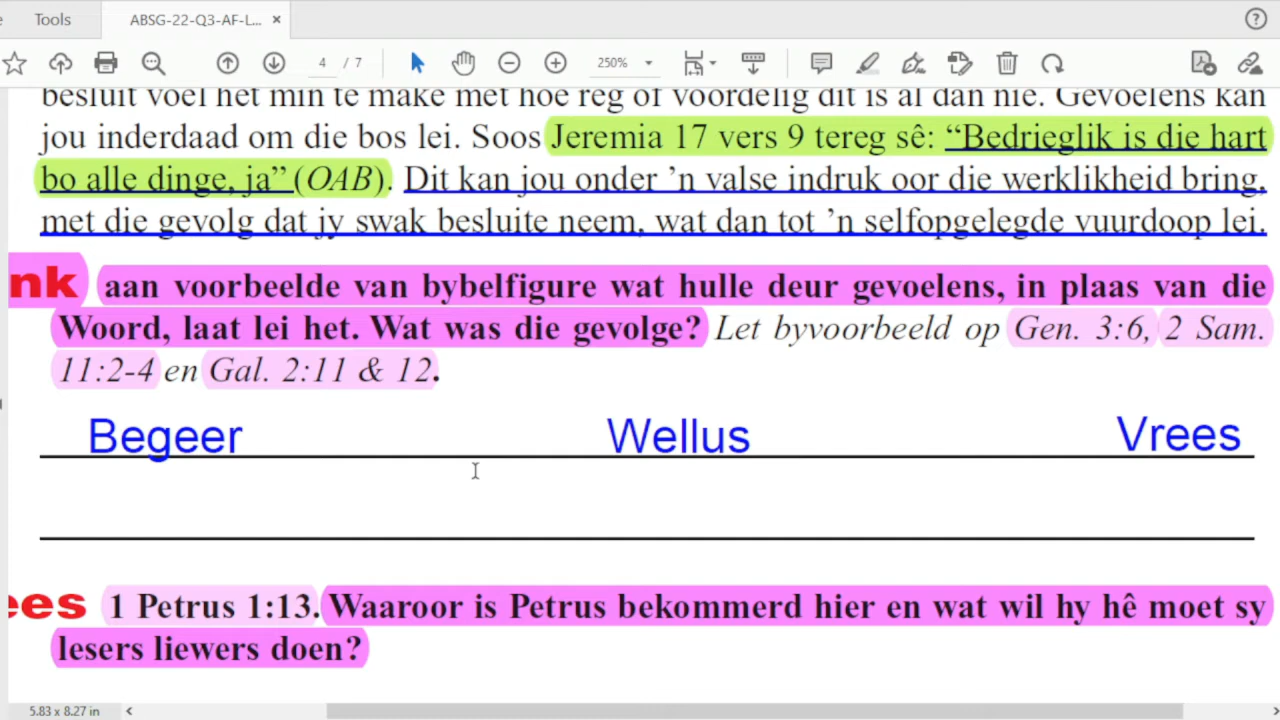 Tools
ABSG-22-Q3-AF-L... ×
4 / 7
250%
besluit voel het min te make met hoe reg of voordelig dit is al dan nie. Gevoelens kan
jou inderdaad om die bos lei. Soos Jeremia 17 vers 9 tereg sê: “Bedrieglik is die hart
bo alle dinge, ja” (OAB). Dit kan jou onder ’n valse indruk oor die werklikheid bring,
met die gevolg dat jy swak besluite neem, wat dan tot ’n selfopgelegde vuurdoop lei.
nk aan voorbeelde van bybelfigure wat hulle deur gevoelens, in plaas van die
Woord, laat lei het. Wat was die gevolge? Let byvoorbeeld op Gen. 3:6, 2 Sam.
11:2-4 en Gal. 2:11 & 12.
Begeer Wellus Vrees
ees 1 Petrus 1:13. Waaroor is Petrus bekommerd hier en wat wil hy hê moet sy
lesers liewers doen?
5.83 x 8.27 in